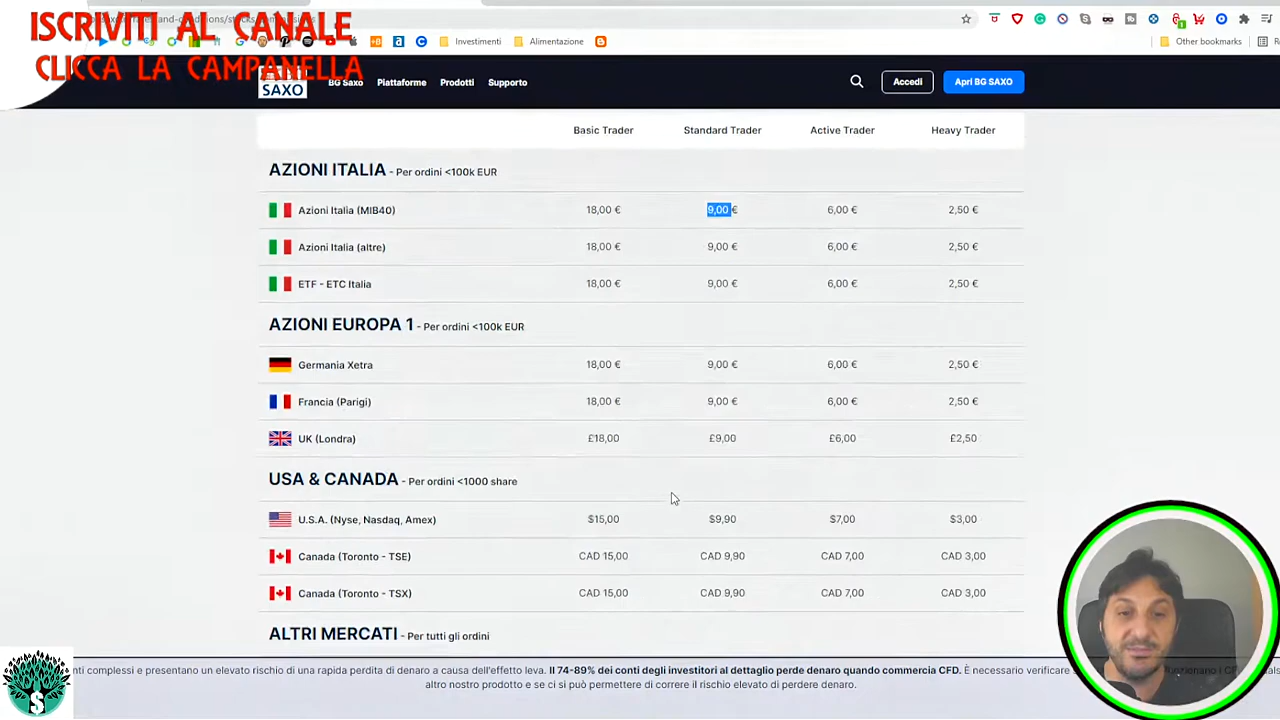 ISCRIVITI AL CANALE
CLICCA LA CAMPANELLA
Investimenti
Alimentazione
Other bookmarks
SAXO
BG Saxo
Piattaforme
Prodotti
Supporto
Accedi
Apri BG SAXO
Basic Trader Standard Trader Active Trader Heavy Trader
AZIONI ITALIA - Per ordini <100k EUR
Azioni Italia (MIB40) 18,00 € 9,00 € 6,00 € 2,50 €
Azioni Italia (altre) 18,00 € 9,00 € 6,00 € 2,50 €
ETF - ETC Italia 18,00 € 9,00 € 6,00 € 2,50 €
AZIONI EUROPA 1 - Per ordini <100k EUR
Germania Xetra 18,00 € 9,00 € 6,00 € 2,50 €
Francia (Parigi) 18,00 € 9,00 € 6,00 € 2,50 €
UK (Londra) £18,00 £9,00 £6,00 £2,50
USA & CANADA - Per ordini <1000 share
U.S.A. (Nyse, Nasdaq, Amex) $15,00 $9,90 $7,00 $3,00
Canada (Toronto - TSE) CAD 15,00 CAD 9,90 CAD 7,00 CAD 3,00
Canada (Toronto - TSX) CAD 15,00 CAD 9,90 CAD 7,00 CAD 3,00
ALTRI MERCATI - Per tutti gli ordini
complessi e presentano un elevato rischio di una rapida perdita di denaro a causa dell'effetto leva. Il 74-89% dei conti degli investitori al dettaglio perde denaro quando commercia CFD. È necessario verificare
altro nostro prodotto e se ci si può permettere di correre il rischio elevato di perdere denaro.